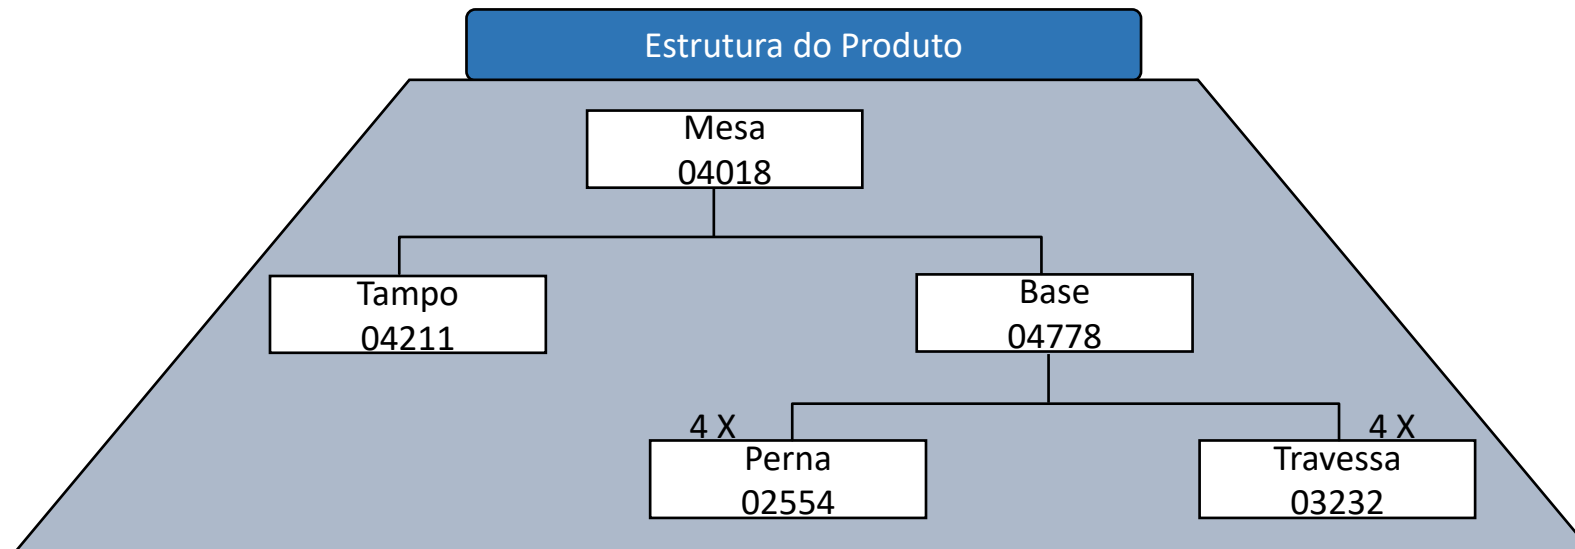 Estrutura do Produto
Mesa
04018
Tampo
04211
Base
04778
4 X
Perna
02554
4 X
Travessa
03232